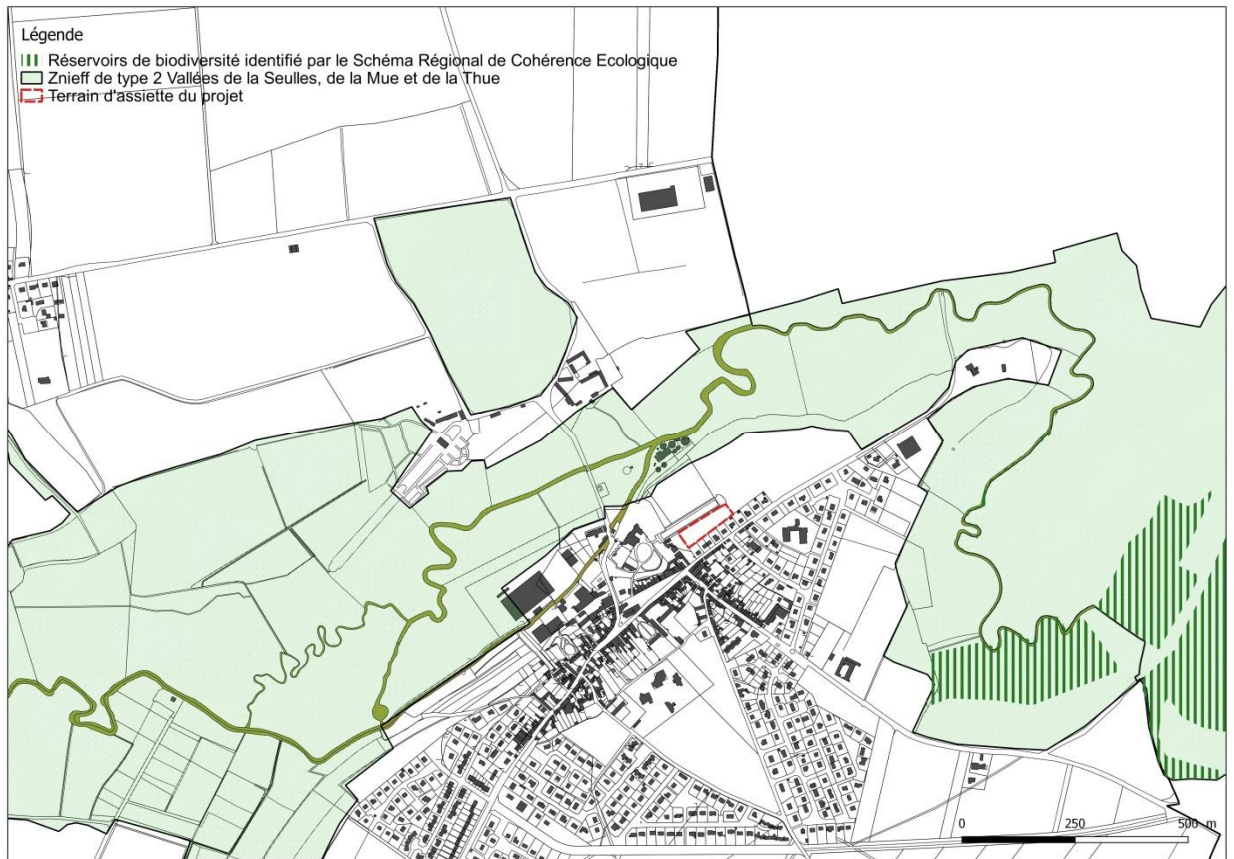 Légende
Réservoirs de biodiversité identifié par le Schéma Régional de Cohérence Ecologique
Znieff de type 2 Vallées de la Seulles, de la Mue et de la Thue
Terrain d'assiette du projet
0 250 500 m